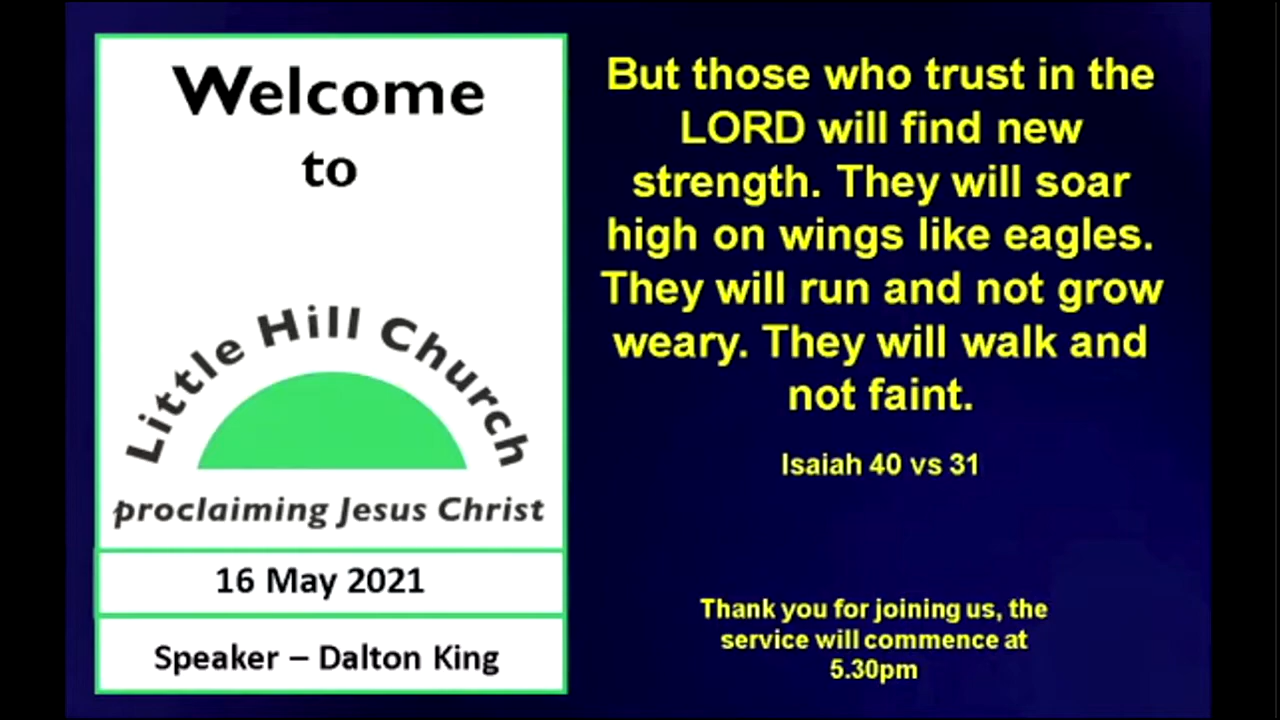 Welcome
to
Little Hill Church
proclaiming Jesus Christ
16 May 2021
Speaker – Dalton King
But those who trust in the
LORD will find new
strength. They will soar
high on wings like eagles.
They will run and not grow
weary. They will walk and
not faint.
Isaiah 40 vs 31
Thank you for joining us, the
service will commence at
5.30pm